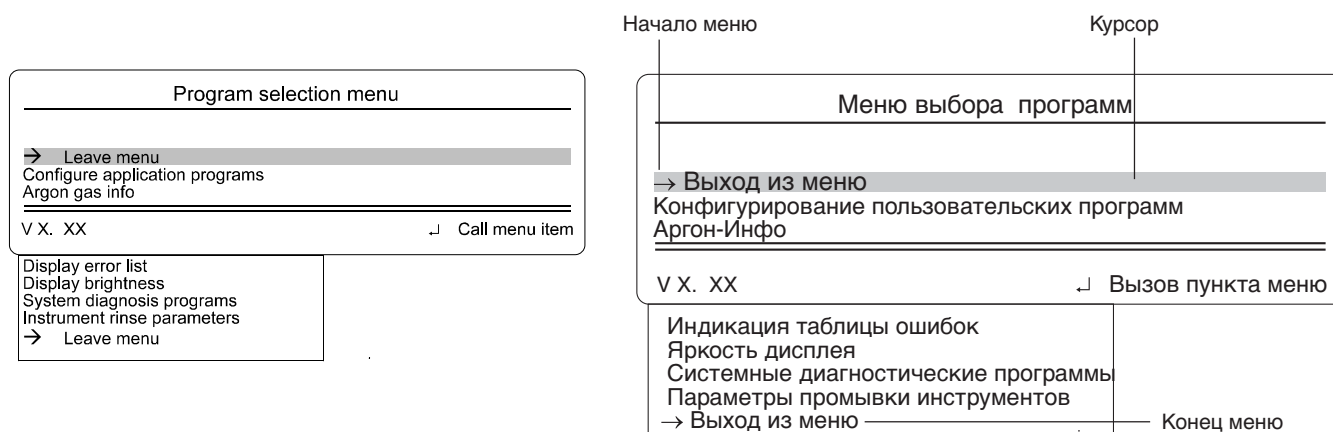 Program selection menu
→ Leave menu
Configure application programs
Argon gas info
V X. XX ↵ Call menu item
Display error list
Display brightness
System diagnosis programs
Instrument rinse parameters
→ Leave menu
Начало меню Курсор
Меню выбора программ
→ Выход из меню
Конфигурирование пользовательских программ
Аргон-Инфо
V X. XX ↵ Вызов пункта меню
Индикация таблицы ошибок
Яркость дисплея
Системные диагностические программы
Параметры промывки инструментов
→ Выход из меню Конец меню